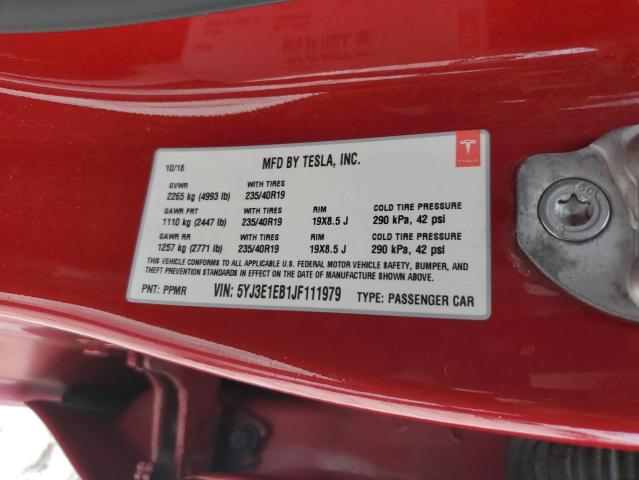 10/18 MFD BY TESLA, INC.
TESLA
GVWR WITH TIRES
2265 kg (4993 lb) 235/40R19
GAWR FRT WITH TIRES RIM COLD TIRE PRESSURE
1110 kg (2447 lb) 235/40R19 19X8.5 J 290 kPa, 42 psi
GAWR RR WITH TIRES RIM COLD TIRE PRESSURE
1257 kg (2771 lb) 235/40R19 19X8.5 J 290 kPa, 42 psi
THIS VEHICLE CONFORMS TO ALL APPLICABLE U.S. FEDERAL MOTOR VEHICLE SAFETY, BUMPER, AND
THEFT PREVENTION STANDARDS IN EFFECT ON THE DATE OF MANUFACTURE SHOWN ABOVE.
PNT: PPMR VIN: 5YJ3E1EB1JF111979 TYPE: PASSENGER CAR